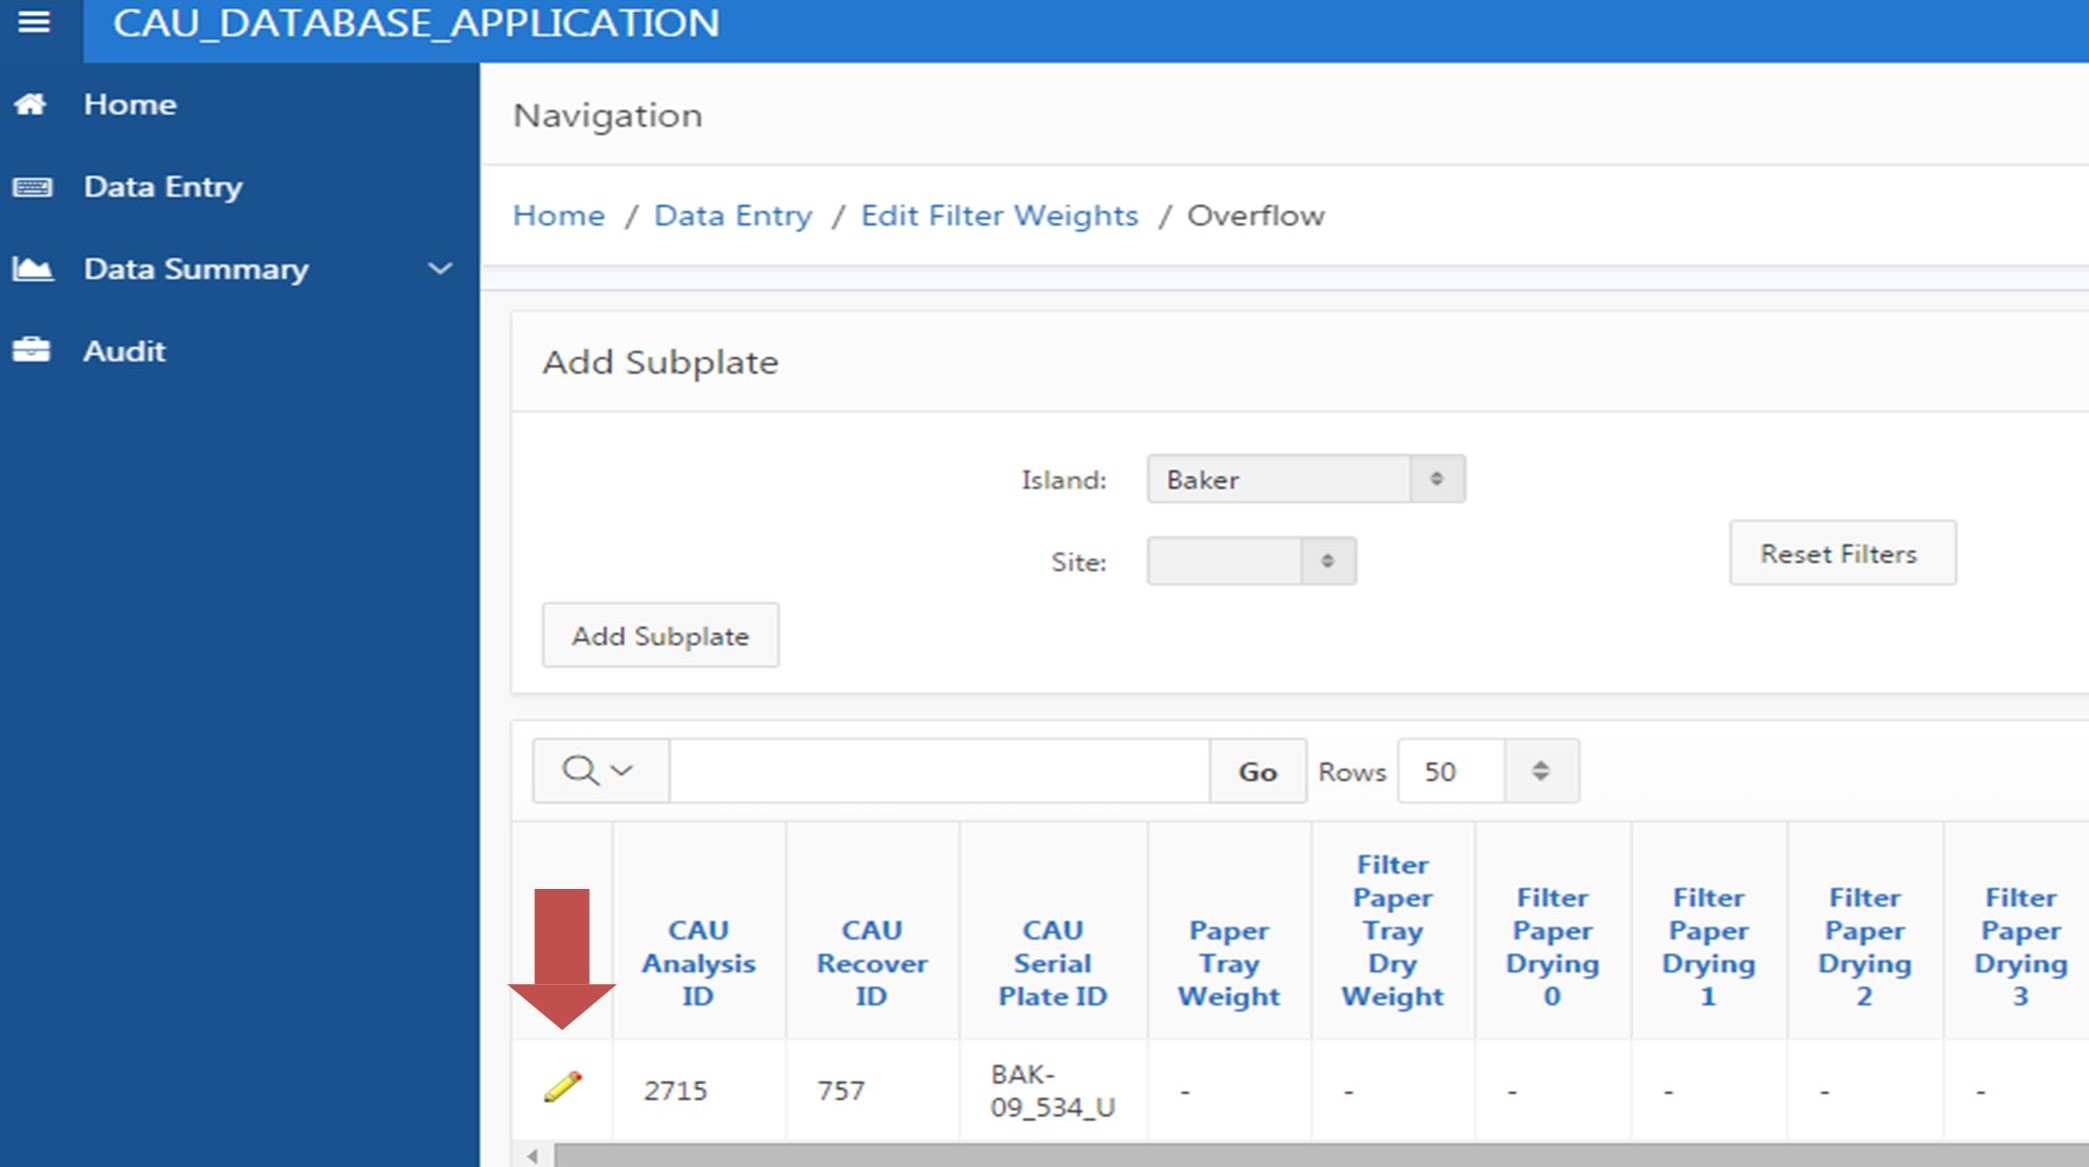 CAU_DATABASE_APPLICATION
Home
Data Entry
Data Summary
Audit
Navigation
Home / Data Entry / Edit Filter Weights / Overflow
Add Subplate
Island: Baker
Site:
Reset Filters
Add Subplate
Go Rows 50
CAU
Analysis
ID
CAU
Recover
ID
CAU
Serial
Plate ID
Paper
Tray
Weight
Filter
Paper
Tray
Dry
Weight
Filter
Paper
Drying
0
Filter
Paper
Drying
1
Filter
Paper
Drying
2
Filter
Paper
Drying
3
2715
757
BAK-
09_534_U
- - - - - -